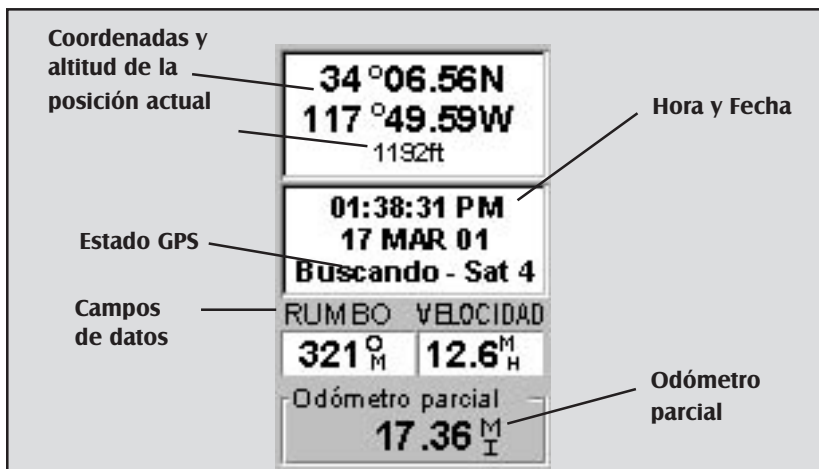 Coordenadas y
altitud de la
posición actual
34°06.56N
117°49.59W
1192ft
Hora y Fecha
01:38:31 PM
17 MAR 01
Estado GPS
Buscando - Sat 4
Campos
de datos
RUMBO VELOCIDAD
321°M 12.6MH
Odómetro parcial
17.36 MI
Odómetro
parcial